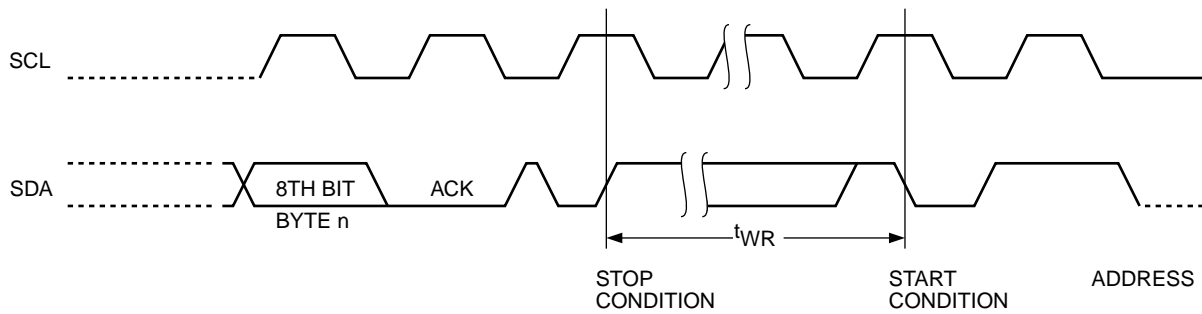 SCL
SDA
8TH BIT
BYTE n
ACK
tWR
STOP
CONDITION
START
CONDITION
ADDRESS